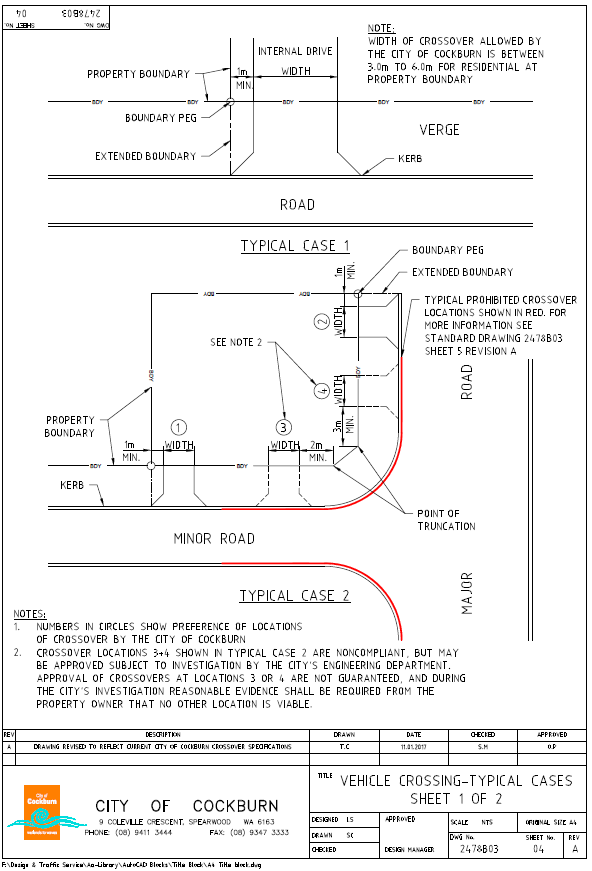 DWG No. 2478B03
SHEET No. 04
NOTE:
WIDTH OF CROSSOVER ALLOWED BY
THE CITY OF COCKBURN IS BETWEEN
3.0m TO 6.0m FOR RESIDENTIAL AT
PROPERTY BOUNDARY
INTERNAL DRIVE
PROPERTY BOUNDARY
1m
WIDTH
MIN.
BDY
BDY
BDY
BDY
BOUNDARY PEG
VERGE
EXTENDED BOUNDARY
KERB
ROAD
TYPICAL CASE 1
BOUNDARY PEG
1m
MIN.
EXTENDED BOUNDARY
BDY
BDY
TYPICAL PROHIBITED CROSSOVER
LOCATIONS SHOWN IN RED. FOR
MORE INFORMATION SEE
STANDARD DRAWING 2478B03
SHEET 5 REVISION A
2
WIDTH
SEE NOTE 2
BDY
BDY
4
WIDTH
ROAD
PROPERTY
BOUNDARY
1
3
3m
MIN.
1m
WIDTH
WIDTH
2m
MIN.
MIN.
BDY
BDY
KERB
POINT OF
TRUNCATION
MINOR ROAD
MAJOR
TYPICAL CASE 2
NOTES:
1. NUMBERS IN CIRCLES SHOW PREFERENCE OF LOCATIONS
OF CROSSOVER BY THE CITY OF COCKBURN
2. CROSSOVER LOCATIONS 3+4 SHOWN IN TYPICAL CASE 2 ARE NONCOMPLIANT, BUT MAY
BE APPROVED SUBJECT TO INVESTIGATION BY THE CITY'S ENGINEERING DEPARTMENT.
APPROVAL OF CROSSOVERS AT LOCATIONS 3 OR 4 ARE NOT GUARANTEED, AND DURING
THE CITY'S INVESTIGATION REASONABLE EVIDENCE SHALL BE REQUIRED FROM THE
PROPERTY OWNER THAT NO OTHER LOCATION IS VIABLE.
REV DESCRIPTION DRAWN DATE CHECKED APPROVED
A DRAWING REVISED TO REFLECT CURRENT CITY OF COCKBURN CROSSOVER SPECIFICATIONS T.C 11.01.2017 S.M O.P
City of
Cockburn
CITY OF COCKBURN
9 COLEVILLE CRESCENT, SPEARWOOD WA 6163
PHONE: (08) 9411 3444 FAX: (08) 9347 3333
TITLE VEHICLE CROSSING-TYPICAL CASES
SHEET 1 OF 2
DESIGNED LS
DRAWN SC
CHECKED
APPROVED
DESIGN MANAGER
SCALE NTS
ORIGINAL SIZE A4
DWG No. 2478B03
SHEET No. 04
REV A
F:\Design & Traffic Service\Aa-Library\AutoCAD Blocks\Title Block\A4 Title block.dwg